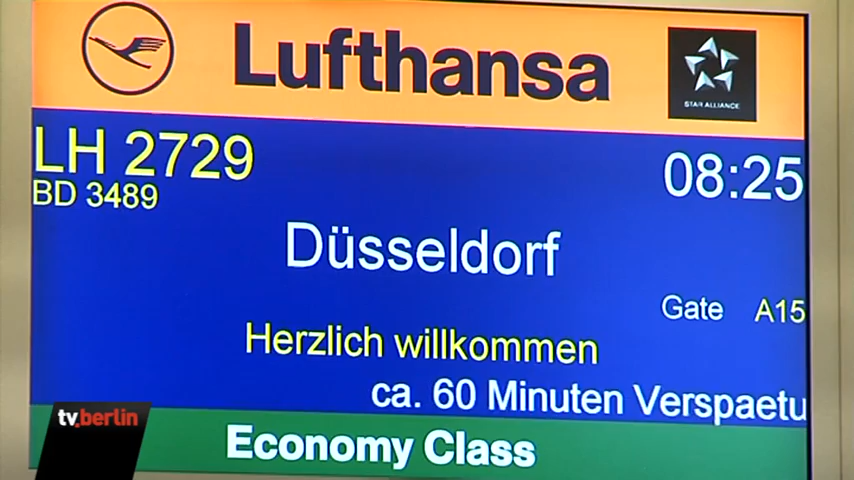 Lufthansa
STAR ALLIANCE
LH 2729
08:25
BD 3489
Düsseldorf
Gate A15
Herzlich willkommen
ca. 60 Minuten Verspaetu
tv.berlin
Economy Class